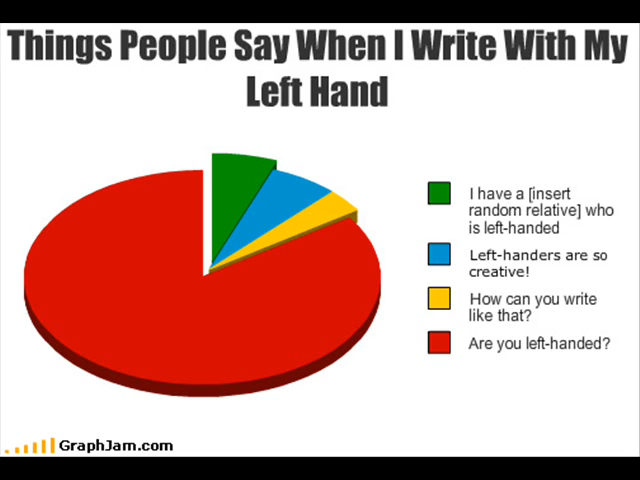 Things People Say When I Write With My
Left Hand
I have a [insert
random relative] who
is left-handed
Left-handers are so
creative!
How can you write
like that?
Are you left-handed?
GraphJam.com